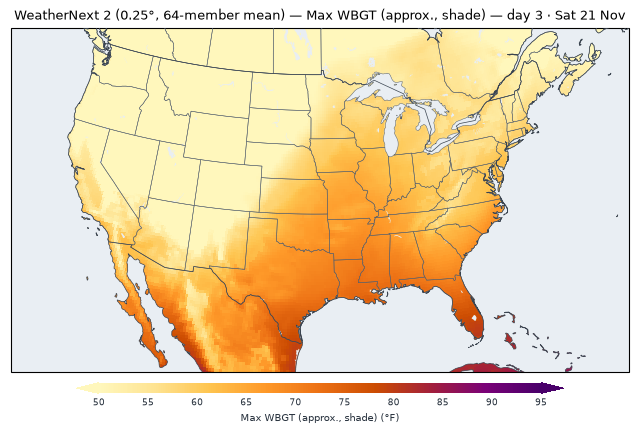 WeatherNext 2 (0.25°, 64-member mean) — Max WBGT (approx., shade) — day 3 · Sat 21 Nov
50 55 60 65 70 75 80 85 90 95
Max WBGT (approx., shade) (°F)